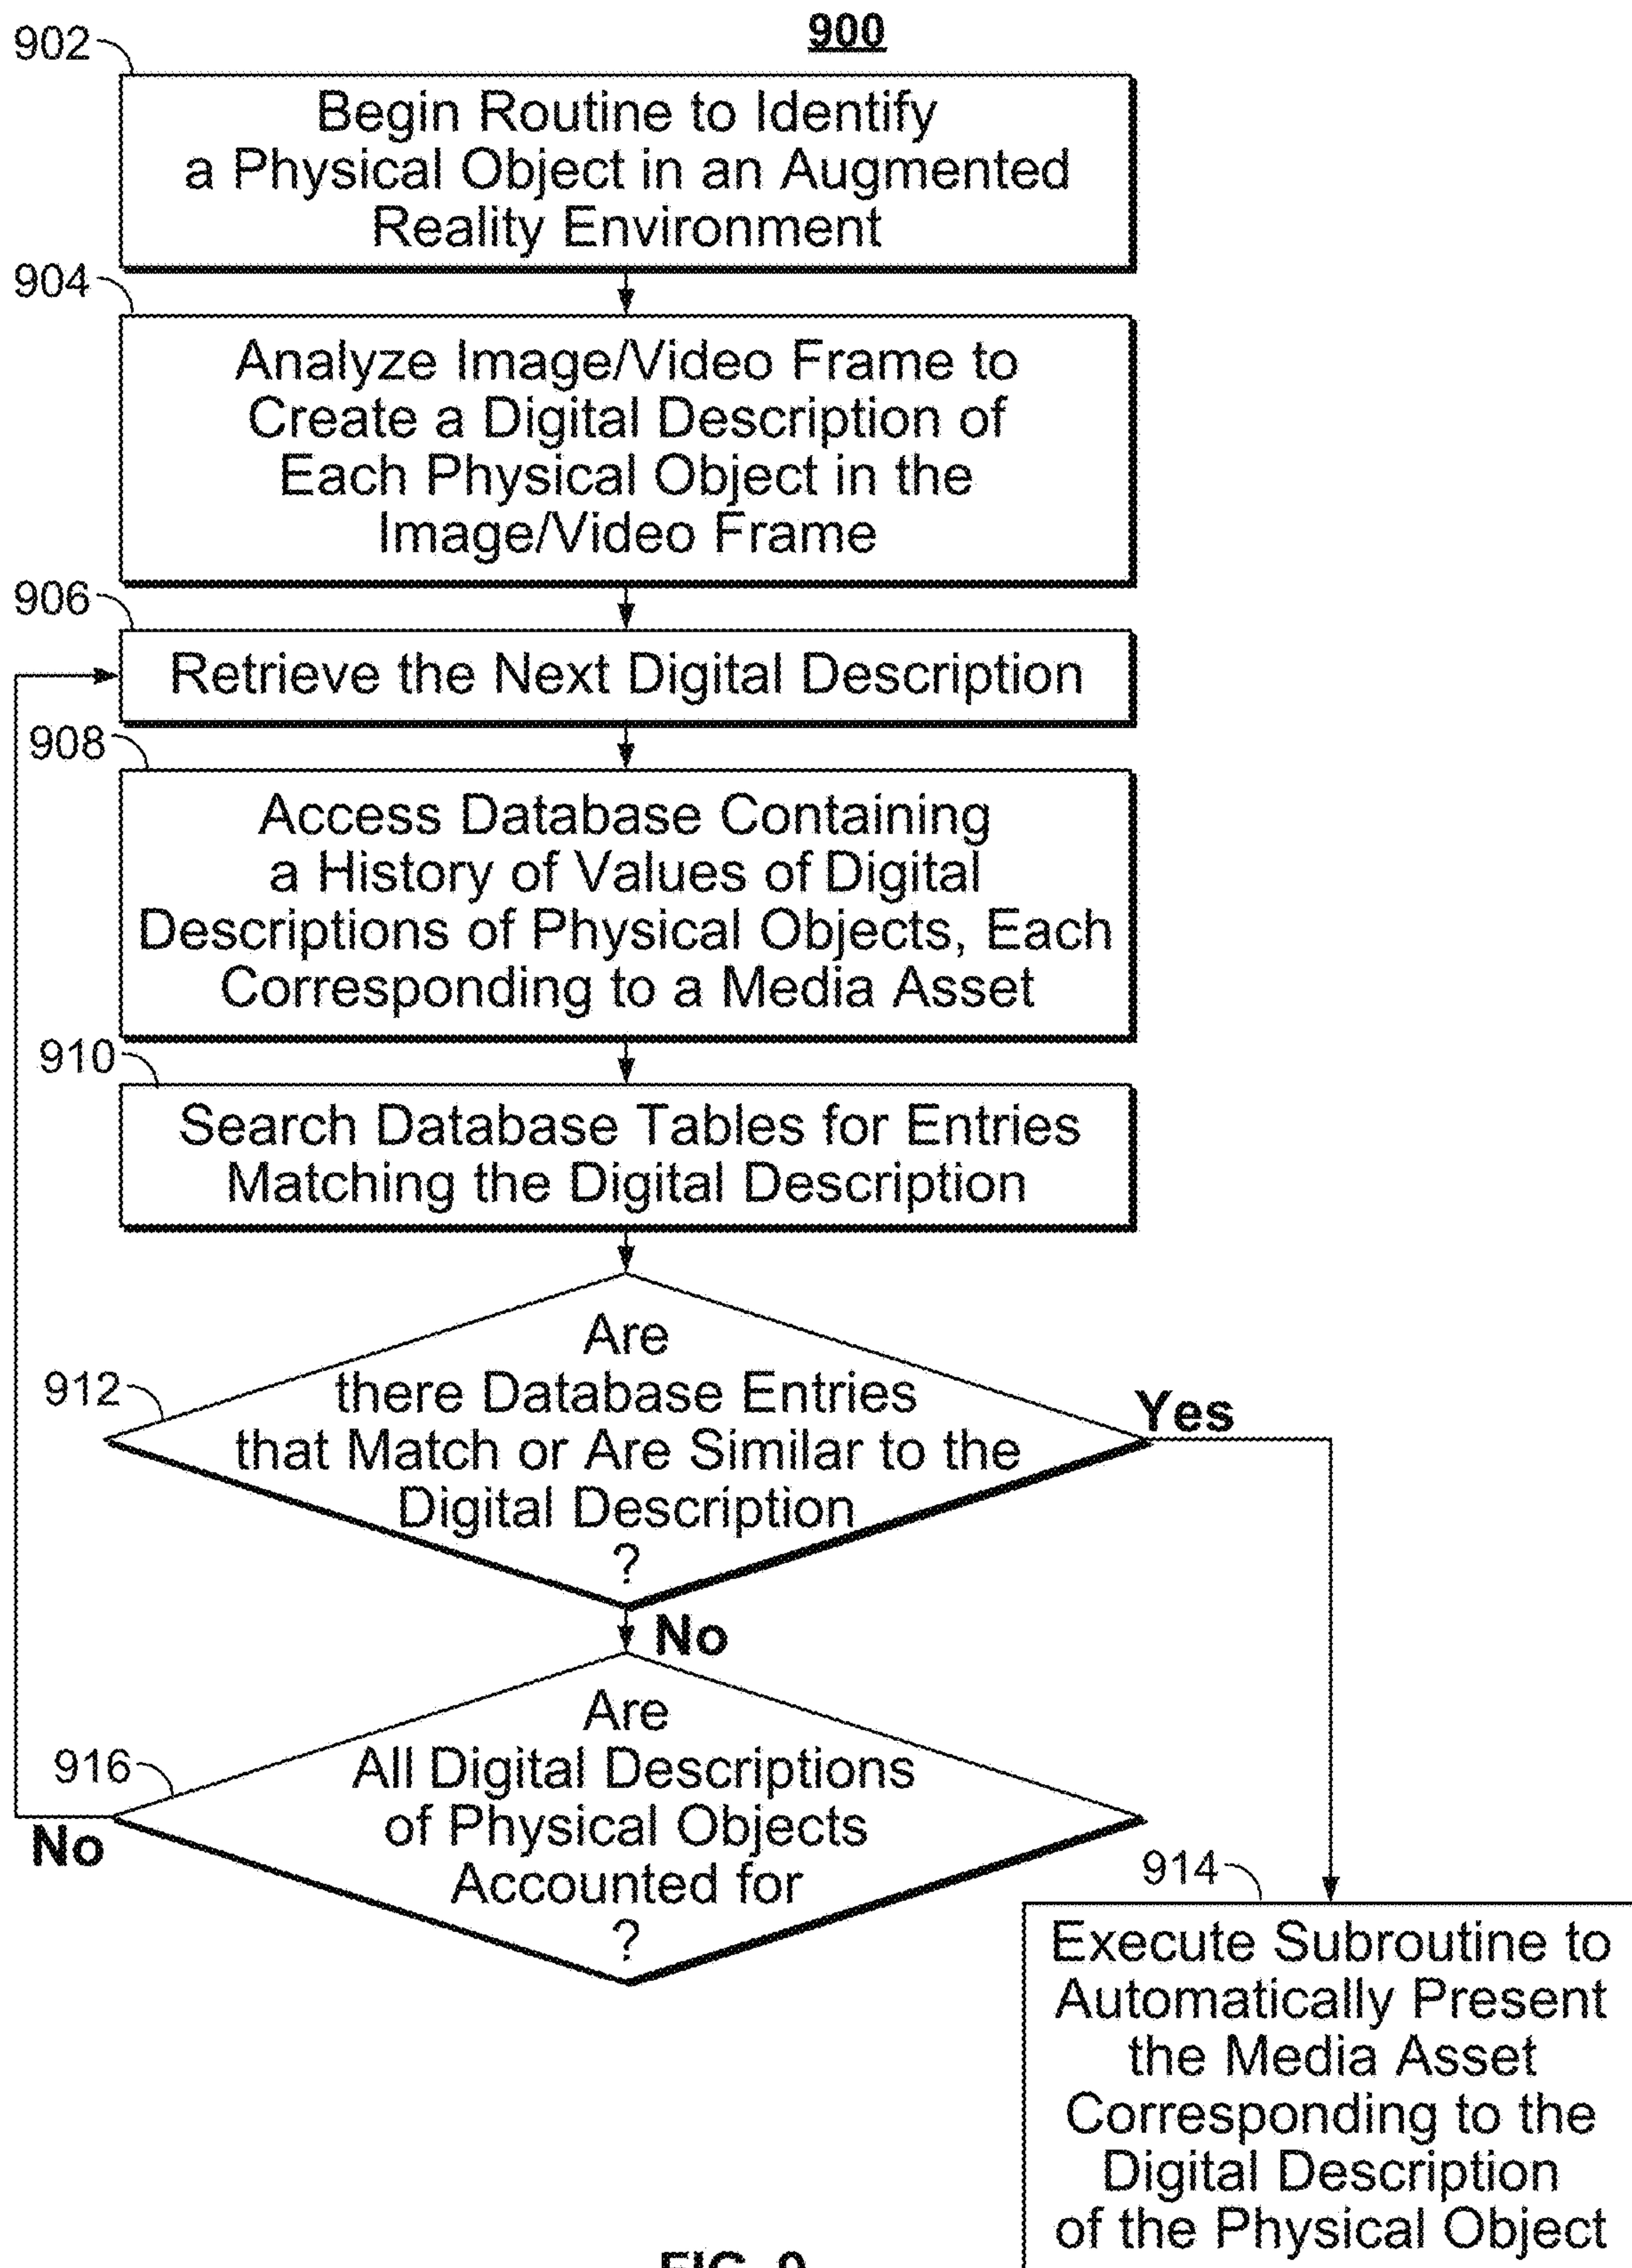 900
902
Begin Routine to Identify
a Physical Object in an Augmented
Reality Environment
904
Analyze Image/Video Frame to
Create a Digital Description of
Each Physical Object in the
Image/Video Frame
906
Retrieve the Next Digital Description
908
Access Database Containing
a History of Values of Digital
Descriptions of Physical Objects, Each
Corresponding to a Media Asset
910
Search Database Tables for Entries
Matching the Digital Description
912
Are
there Database Entries
that Match or Are Similar to the
Digital Description
?
Yes
No
916
Are
All Digital Descriptions
of Physical Objects
Accounted for
?
No
914
Execute Subroutine to
Automatically Present
the Media Asset
Corresponding to the
Digital Description
of the Physical Object
FIG. 9